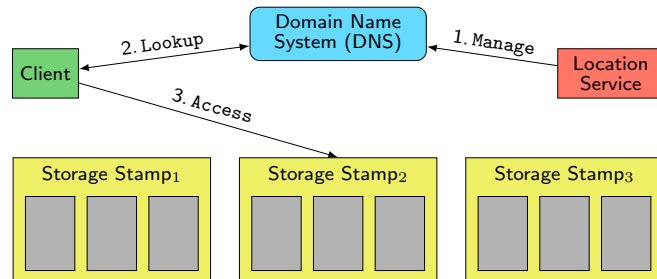 Domain Name
System (DNS)
2. Lookup
1. Manage
Client
Location
Service
3. Access
Storage Stamp₁
Storage Stamp₂
Storage Stamp₃